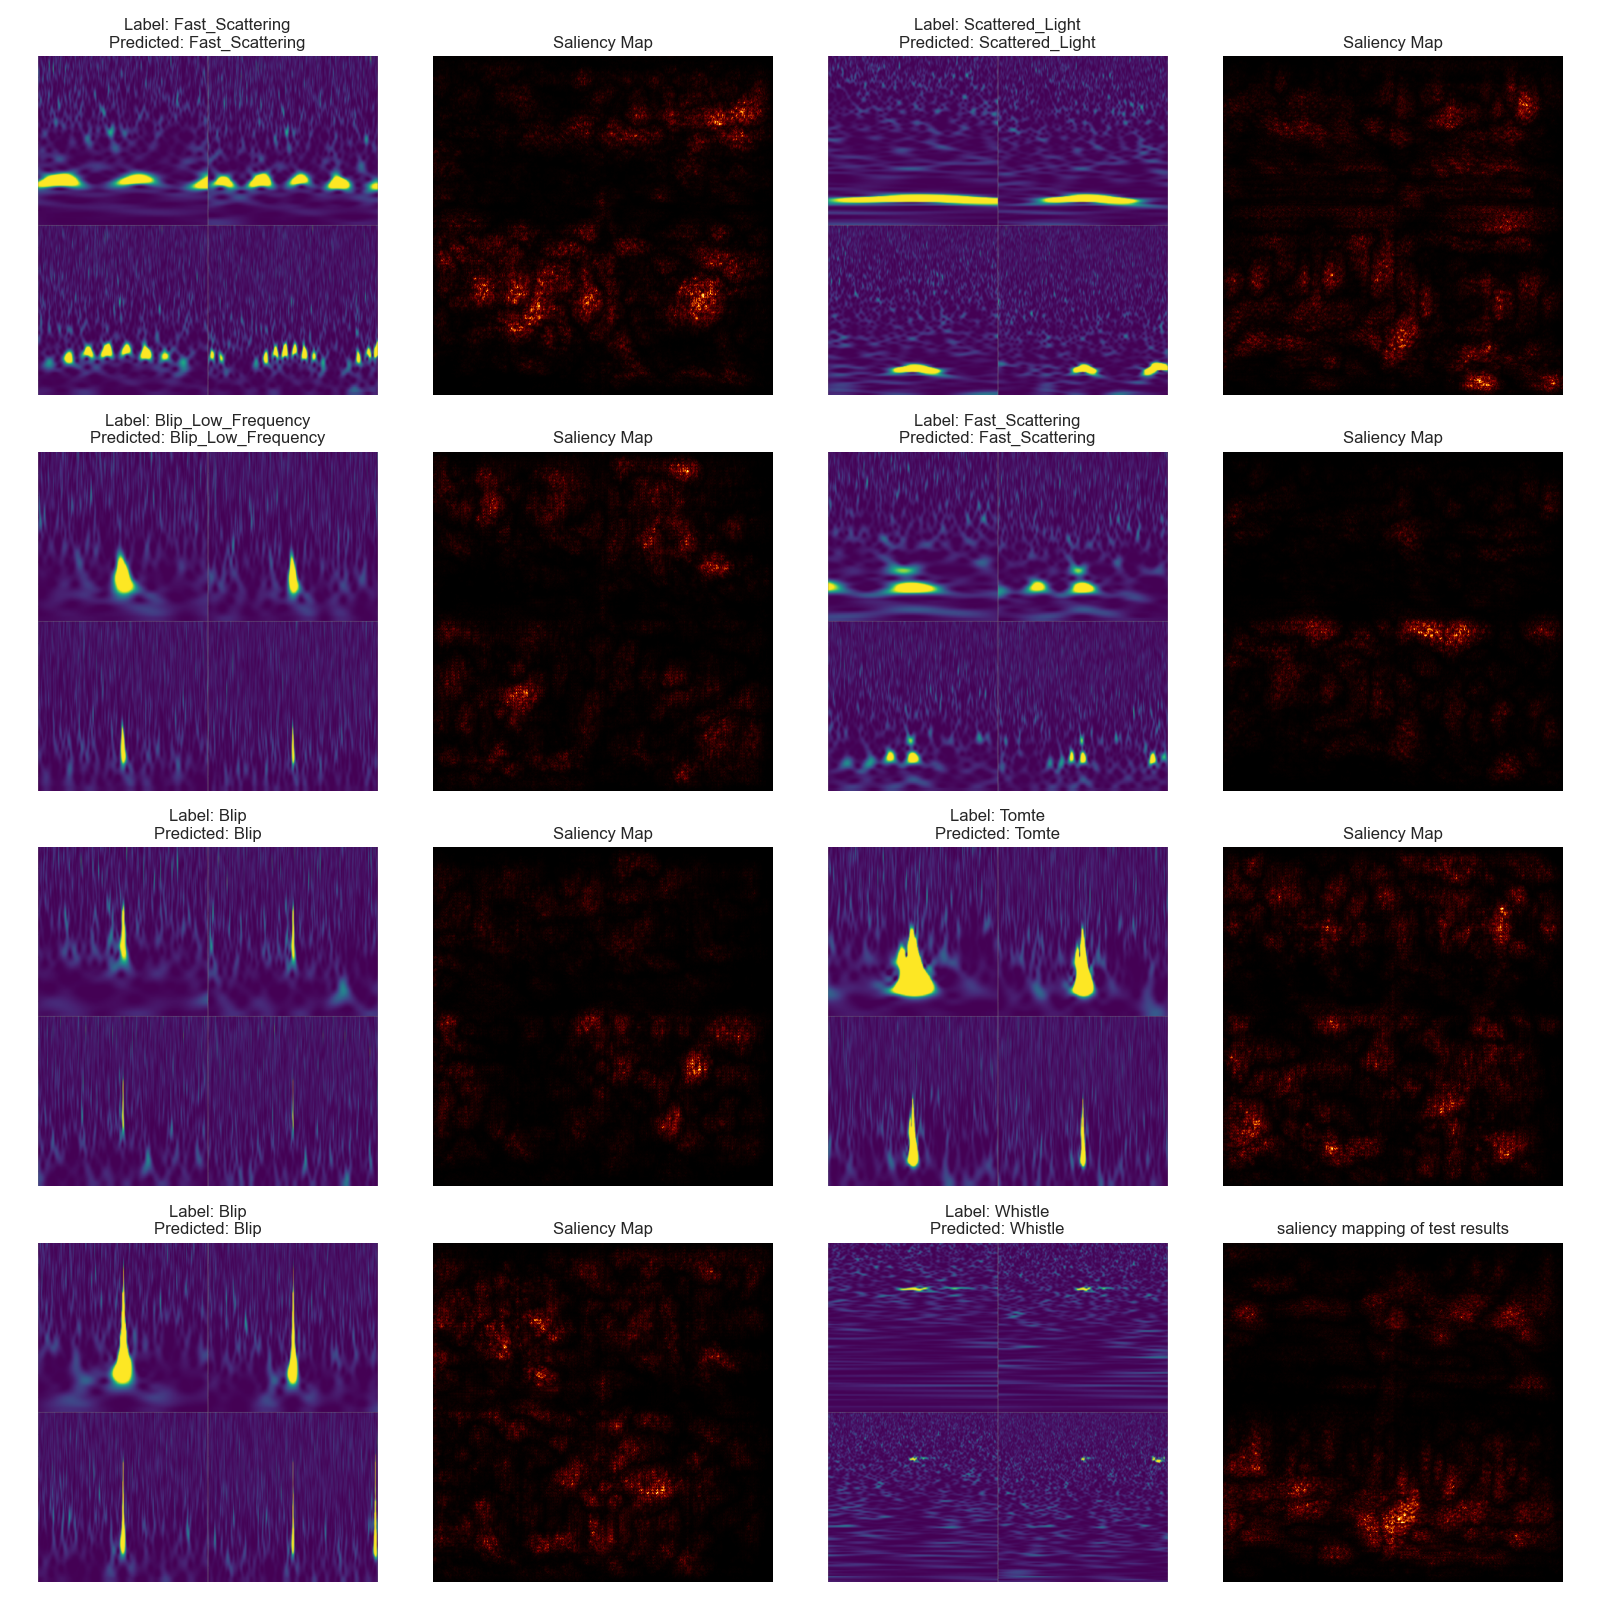 Label: Fast_Scattering
Predicted: Fast_Scattering
Saliency Map
Label: Scattered_Light
Predicted: Scattered_Light
Saliency Map
Label: Blip_Low_Frequency
Predicted: Blip_Low_Frequency
Saliency Map
Label: Fast_Scattering
Predicted: Fast_Scattering
Saliency Map
Label: Blip
Predicted: Blip
Saliency Map
Label: Tomte
Predicted: Tomte
Saliency Map
Label: Blip
Predicted: Blip
Saliency Map
Label: Whistle
Predicted: Whistle
saliency mapping of test results